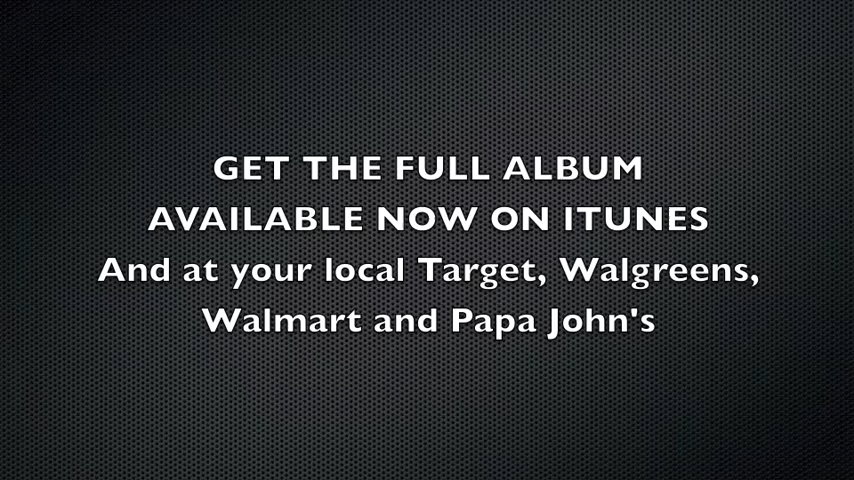 GET THE FULL ALBUM
AVAILABLE NOW ON ITUNES
And at your local Target, Walgreens,
Walmart and Papa John's